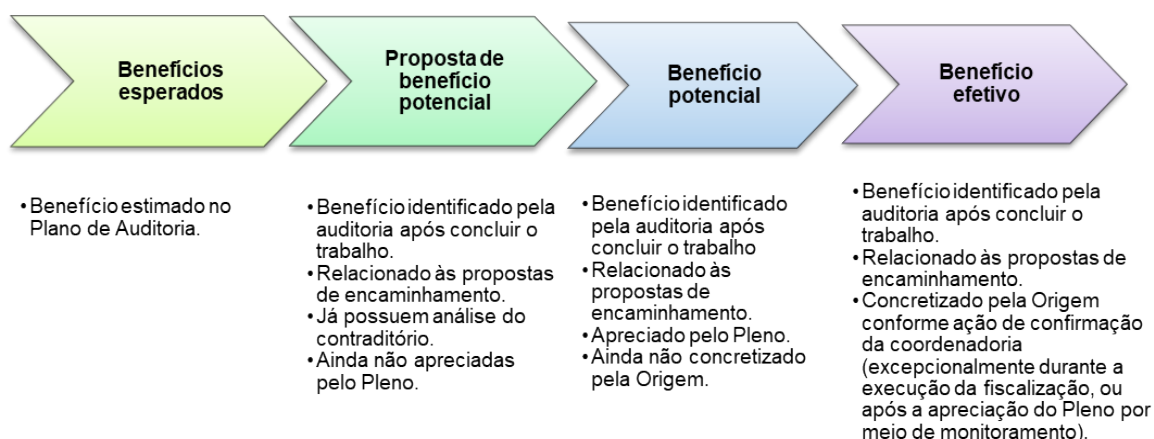 Benefícios
esperados
Proposta de
benefício
potencial
Benefício
potencial
Benefício
efetivo
•Benefício estimado no
Plano de Auditoria.
•Benefício identificado pela
auditoria após concluir o
trabalho.
•Relacionado às propostas
de encaminhamento.
•Já possuem análise do
contraditório.
•Ainda não apreciadas
pelo Pleno.
•Benefício identificado
pela auditoria após
concluir o trabalho
•Relacionado às
propostas de
encaminhamento.
•Apreciado pelo Pleno.
•Ainda não concretizado
pela Origem.
•Benefício identificado pela
auditoria após concluir o
trabalho.
•Relacionado às propostas de
encaminhamento.
•Concretizado pela Origem
conforme ação de confirmação
da coordenadoria
(excepcionalmente durante a
execução da fiscalização, ou
após a apreciação do Pleno por
meio de monitoramento).